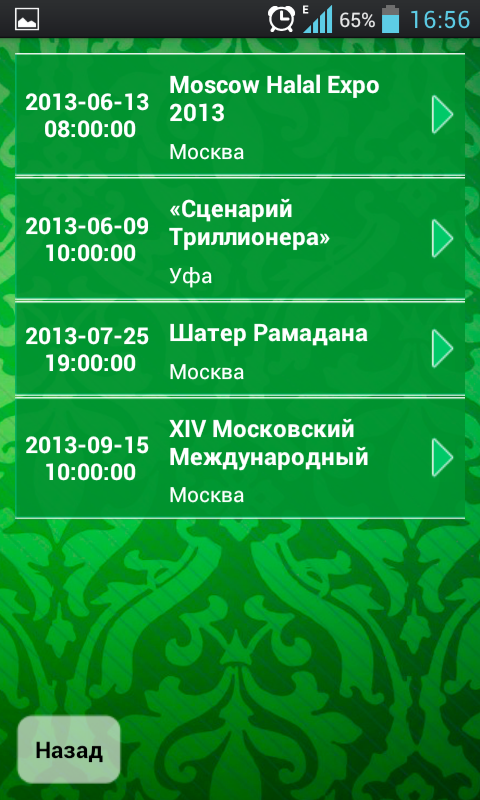 E 65% 16:56
2013-06-13
08:00:00
Moscow Halal Expo
2013
Москва
2013-06-09
10:00:00
«Сценарий
Триллионера»
Уфа
2013-07-25
19:00:00
Шатер Рамадана
Москва
2013-09-15
10:00:00
XIV Московский
Международный
Москва
Назад